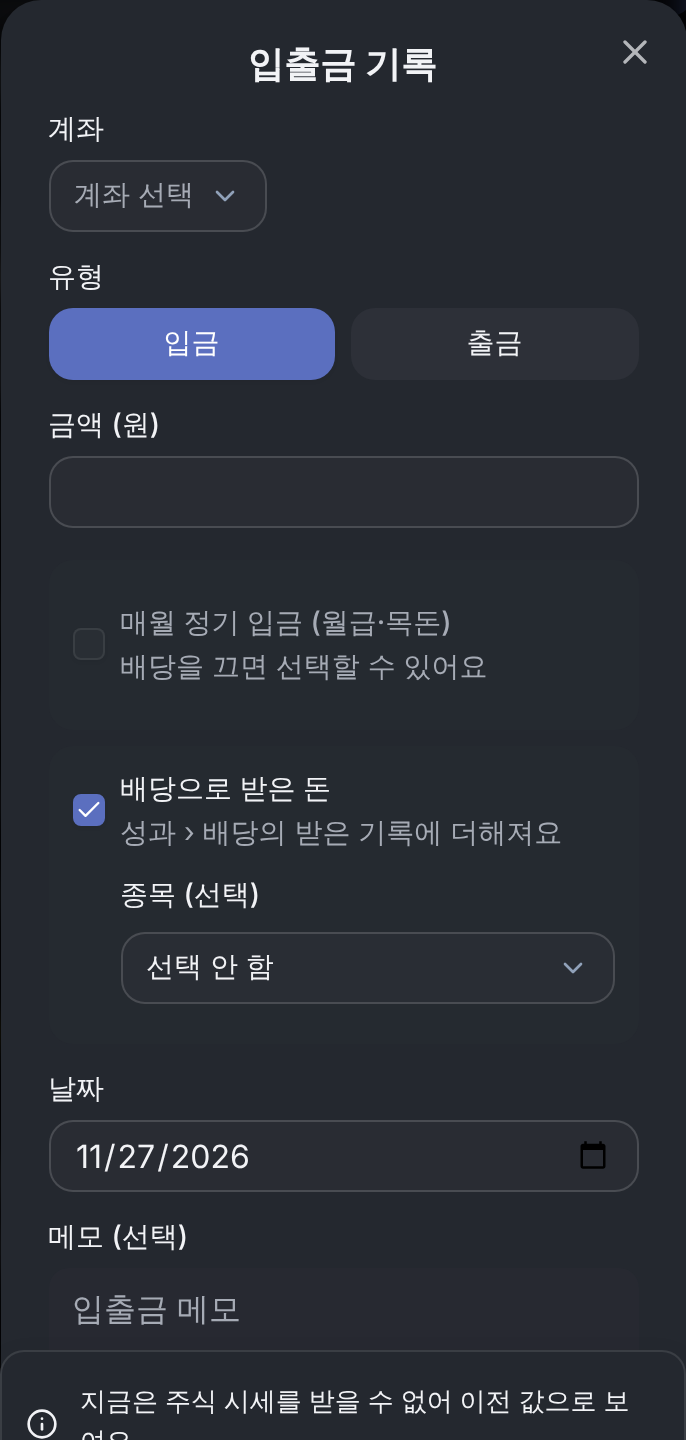 입출금 기록
계좌
계좌 선택
유형
입금
출금
금액 (원)
매월 정기 입금 (월급·목돈)
배당을 끄면 선택할 수 있어요
배당으로 받은 돈
성과 › 배당의 받은 기록에 더해져요
종목 (선택)
선택 안 함
날짜
11/27/2026
메모 (선택)
입출금 메모
지금은 주식 시세를 받을 수 없어 이전 값으로 보